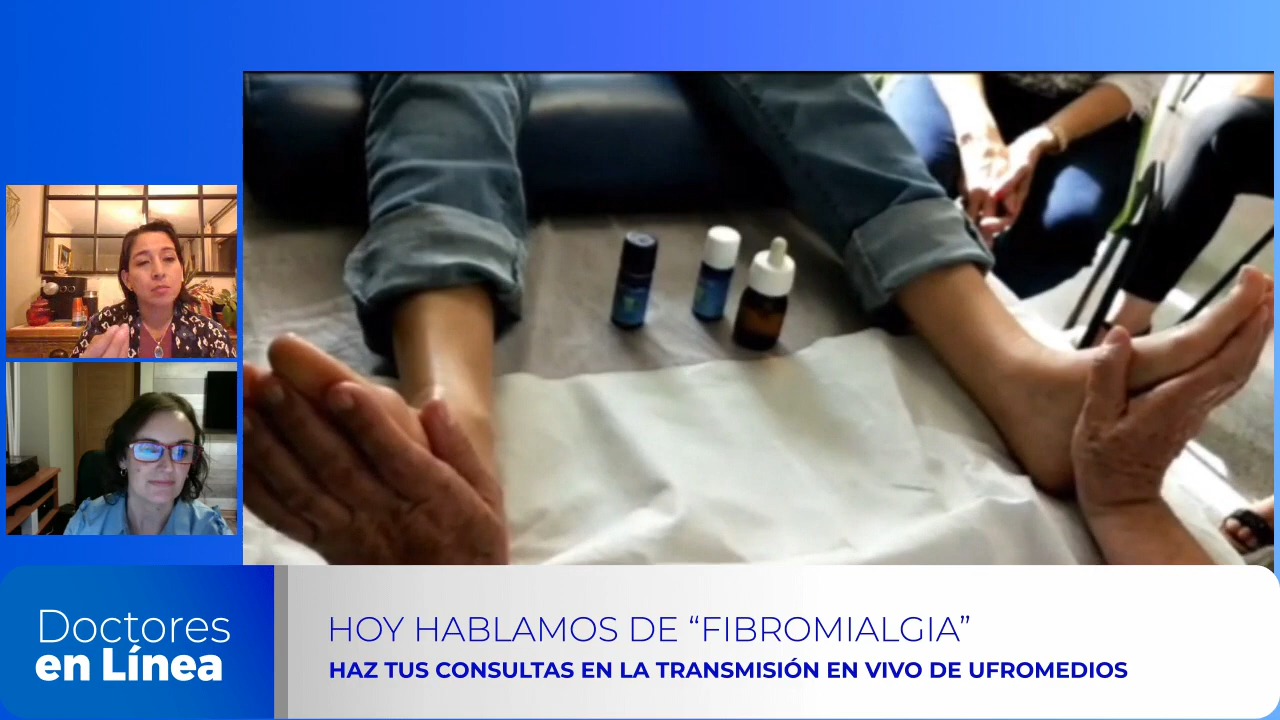 Doctores
en Línea
HOY HABLAMOS DE “FIBROMIALGIA”
HAZ TUS CONSULTAS EN LA TRANSMISIÓN EN VIVO DE UFROMEDIOS